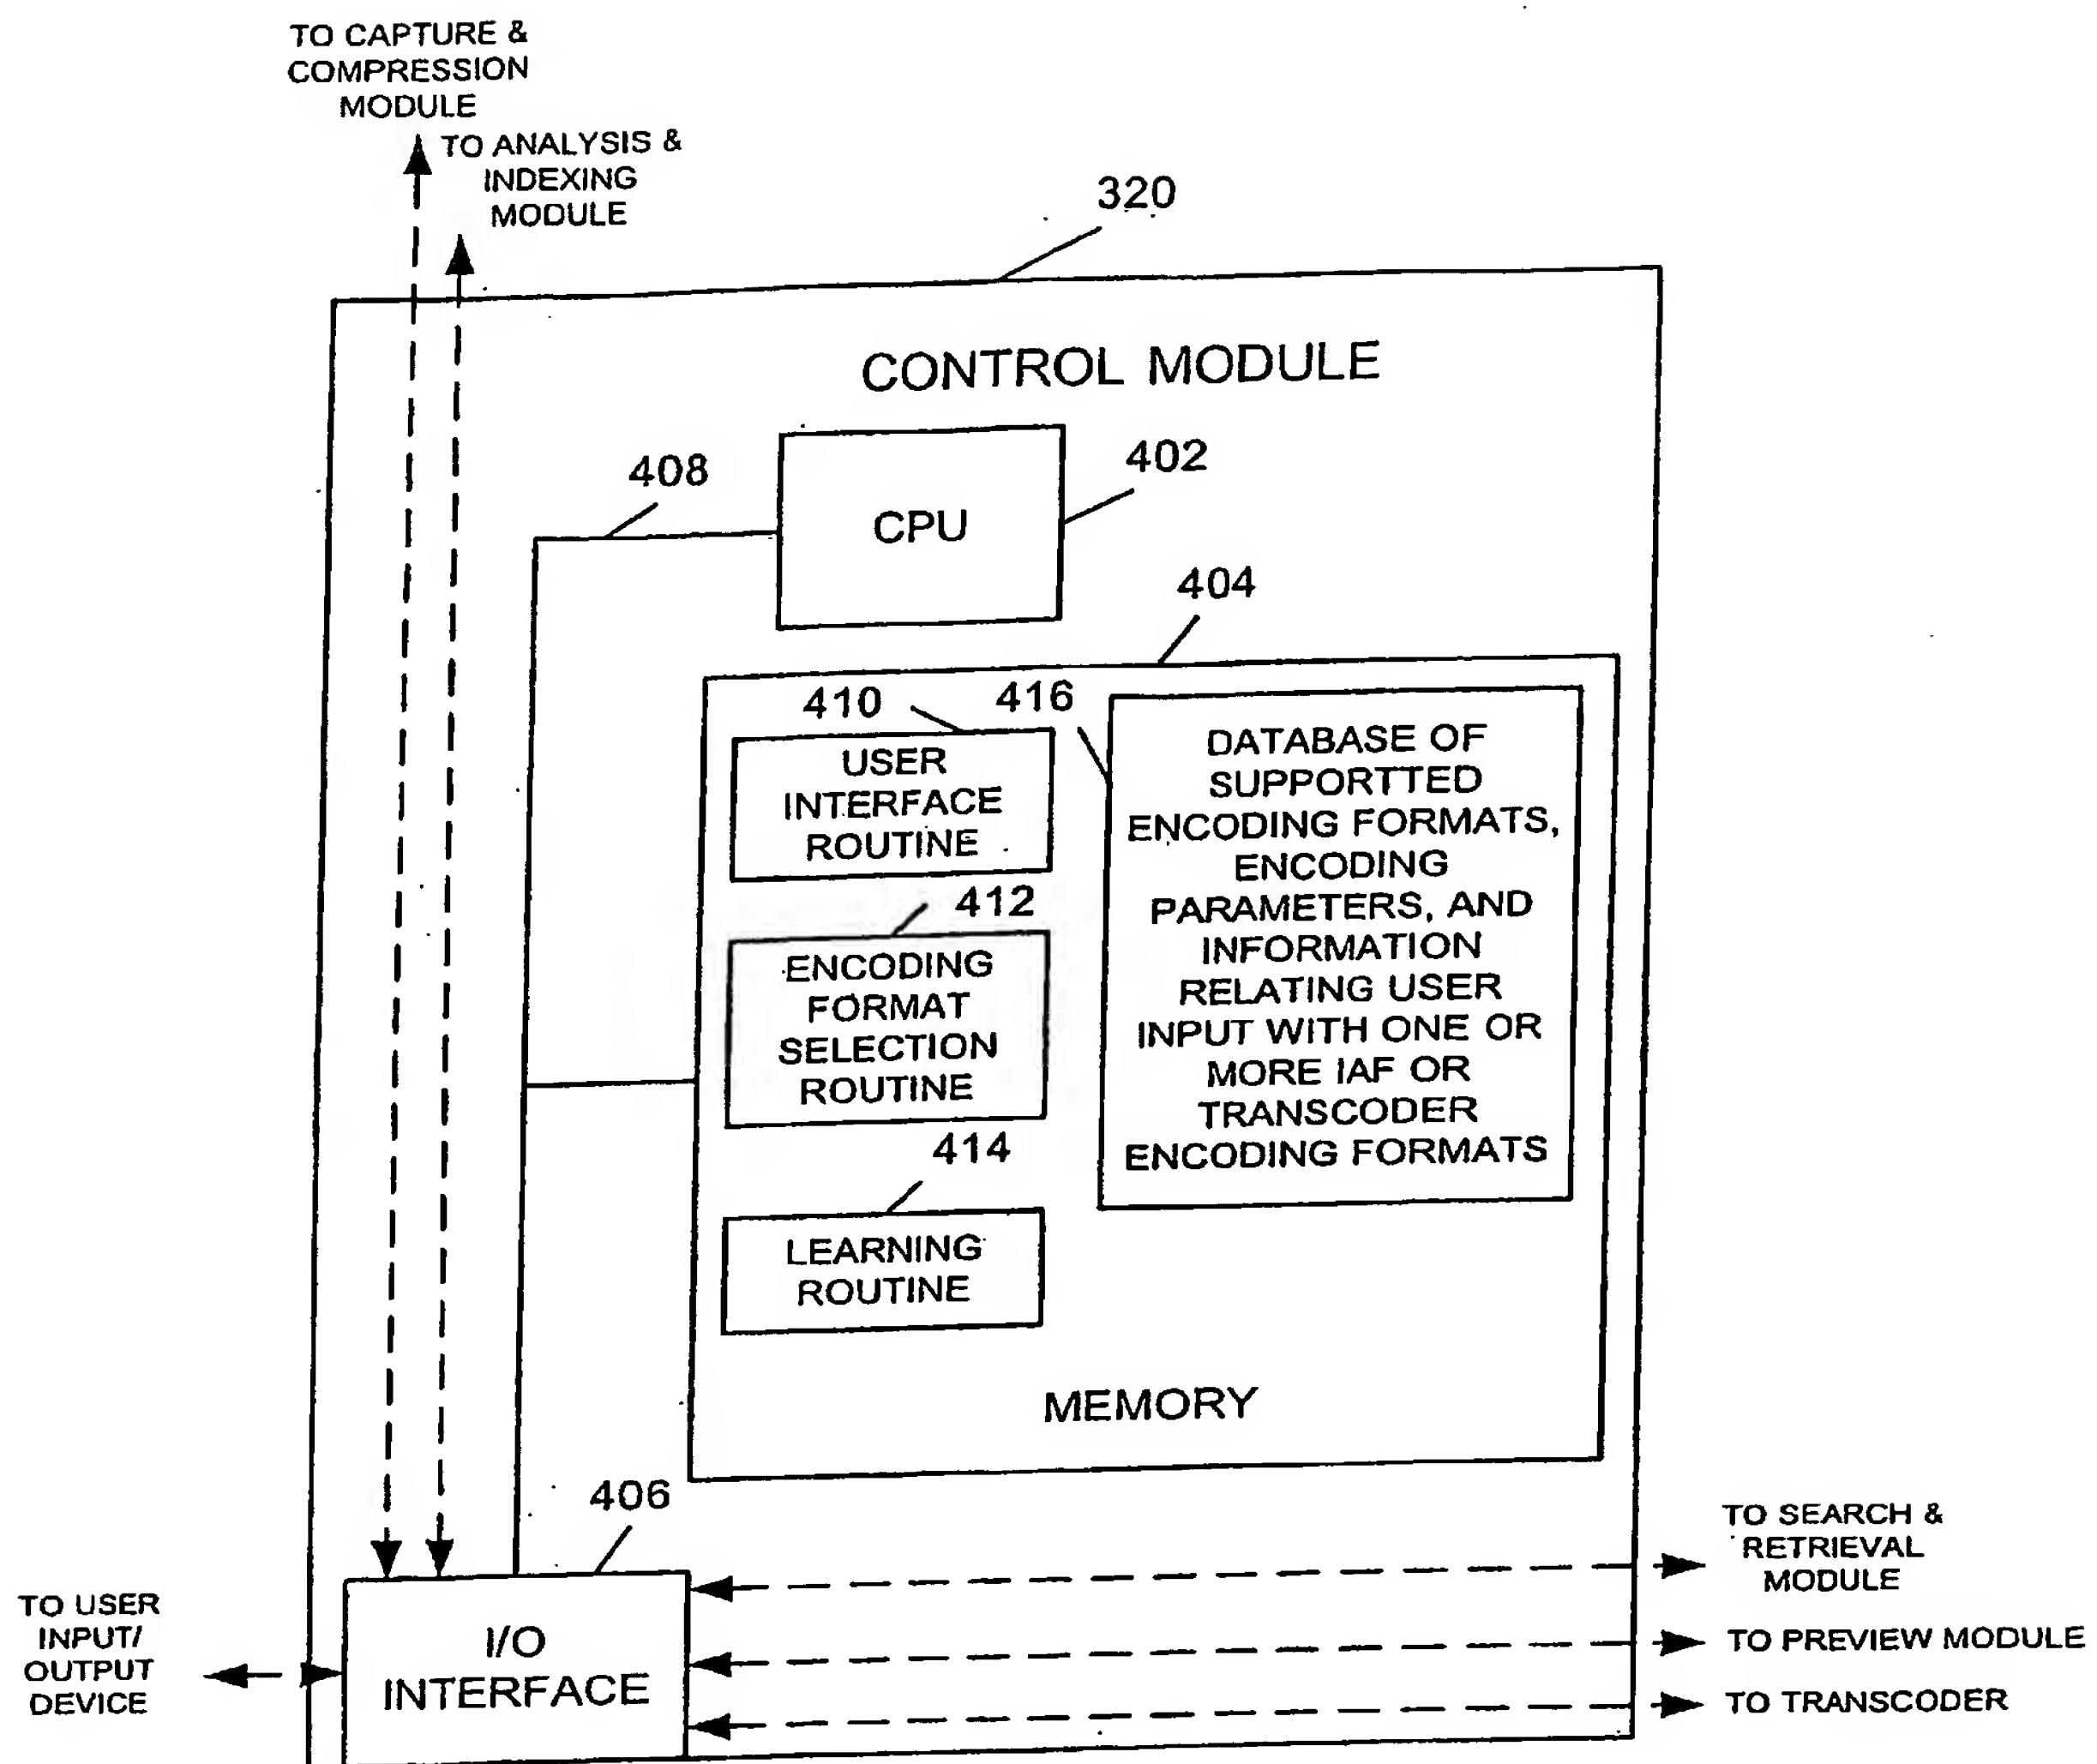 TO CAPTURE &
COMPRESSION
MODULE
TO ANALYSIS &
INDEXING
MODULE
320
CONTROL MODULE
408
CPU
402
404
410
416
USER
INTERFACE
ROUTINE
DATABASE OF
SUPPORTTED
ENCODING FORMATS,
ENCODING
PARAMETERS, AND
INFORMATION
RELATING USER
INPUT WITH ONE OR
MORE IAF OR
TRANSCODER
ENCODING FORMATS
412
ENCODING
FORMAT
SELECTION
ROUTINE
414
LEARNING
ROUTINE
MEMORY
406
TO USER
INPUT/
OUTPUT
DEVICE
I/O
INTERFACE
TO SEARCH &
RETRIEVAL
MODULE
TO PREVIEW MODULE
TO TRANSCODER